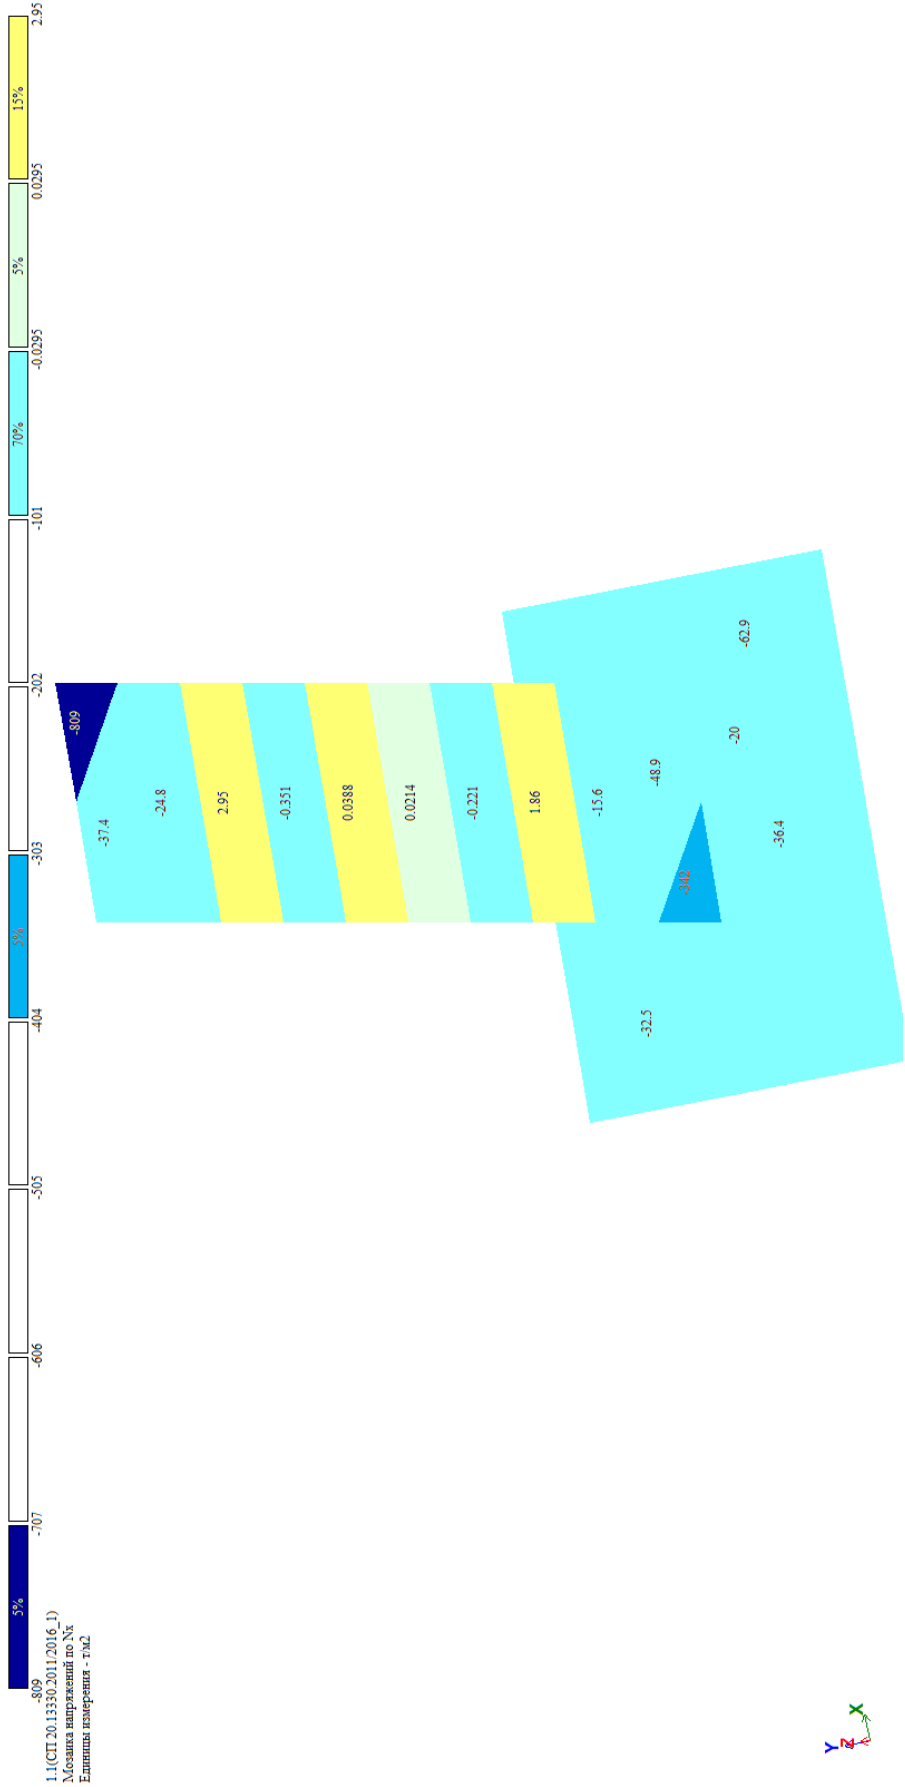 -809 -707 -606 -505 -404 -303 -202 -101 -0.0295 0.0295 2.95
5% 5% 70% 5% 15%
1.1(СП 20.13330.2011/2016_1)
Мозаика напряжений по Nx
Единицы измерения - т/м2
-809
-37.4
-24.8
2.95
-0.351
0.0388
0.0214
-0.221
1.86
-15.6
-32.5
-48.9
-342
-20
-62.9
-36.4
Y
Z
X